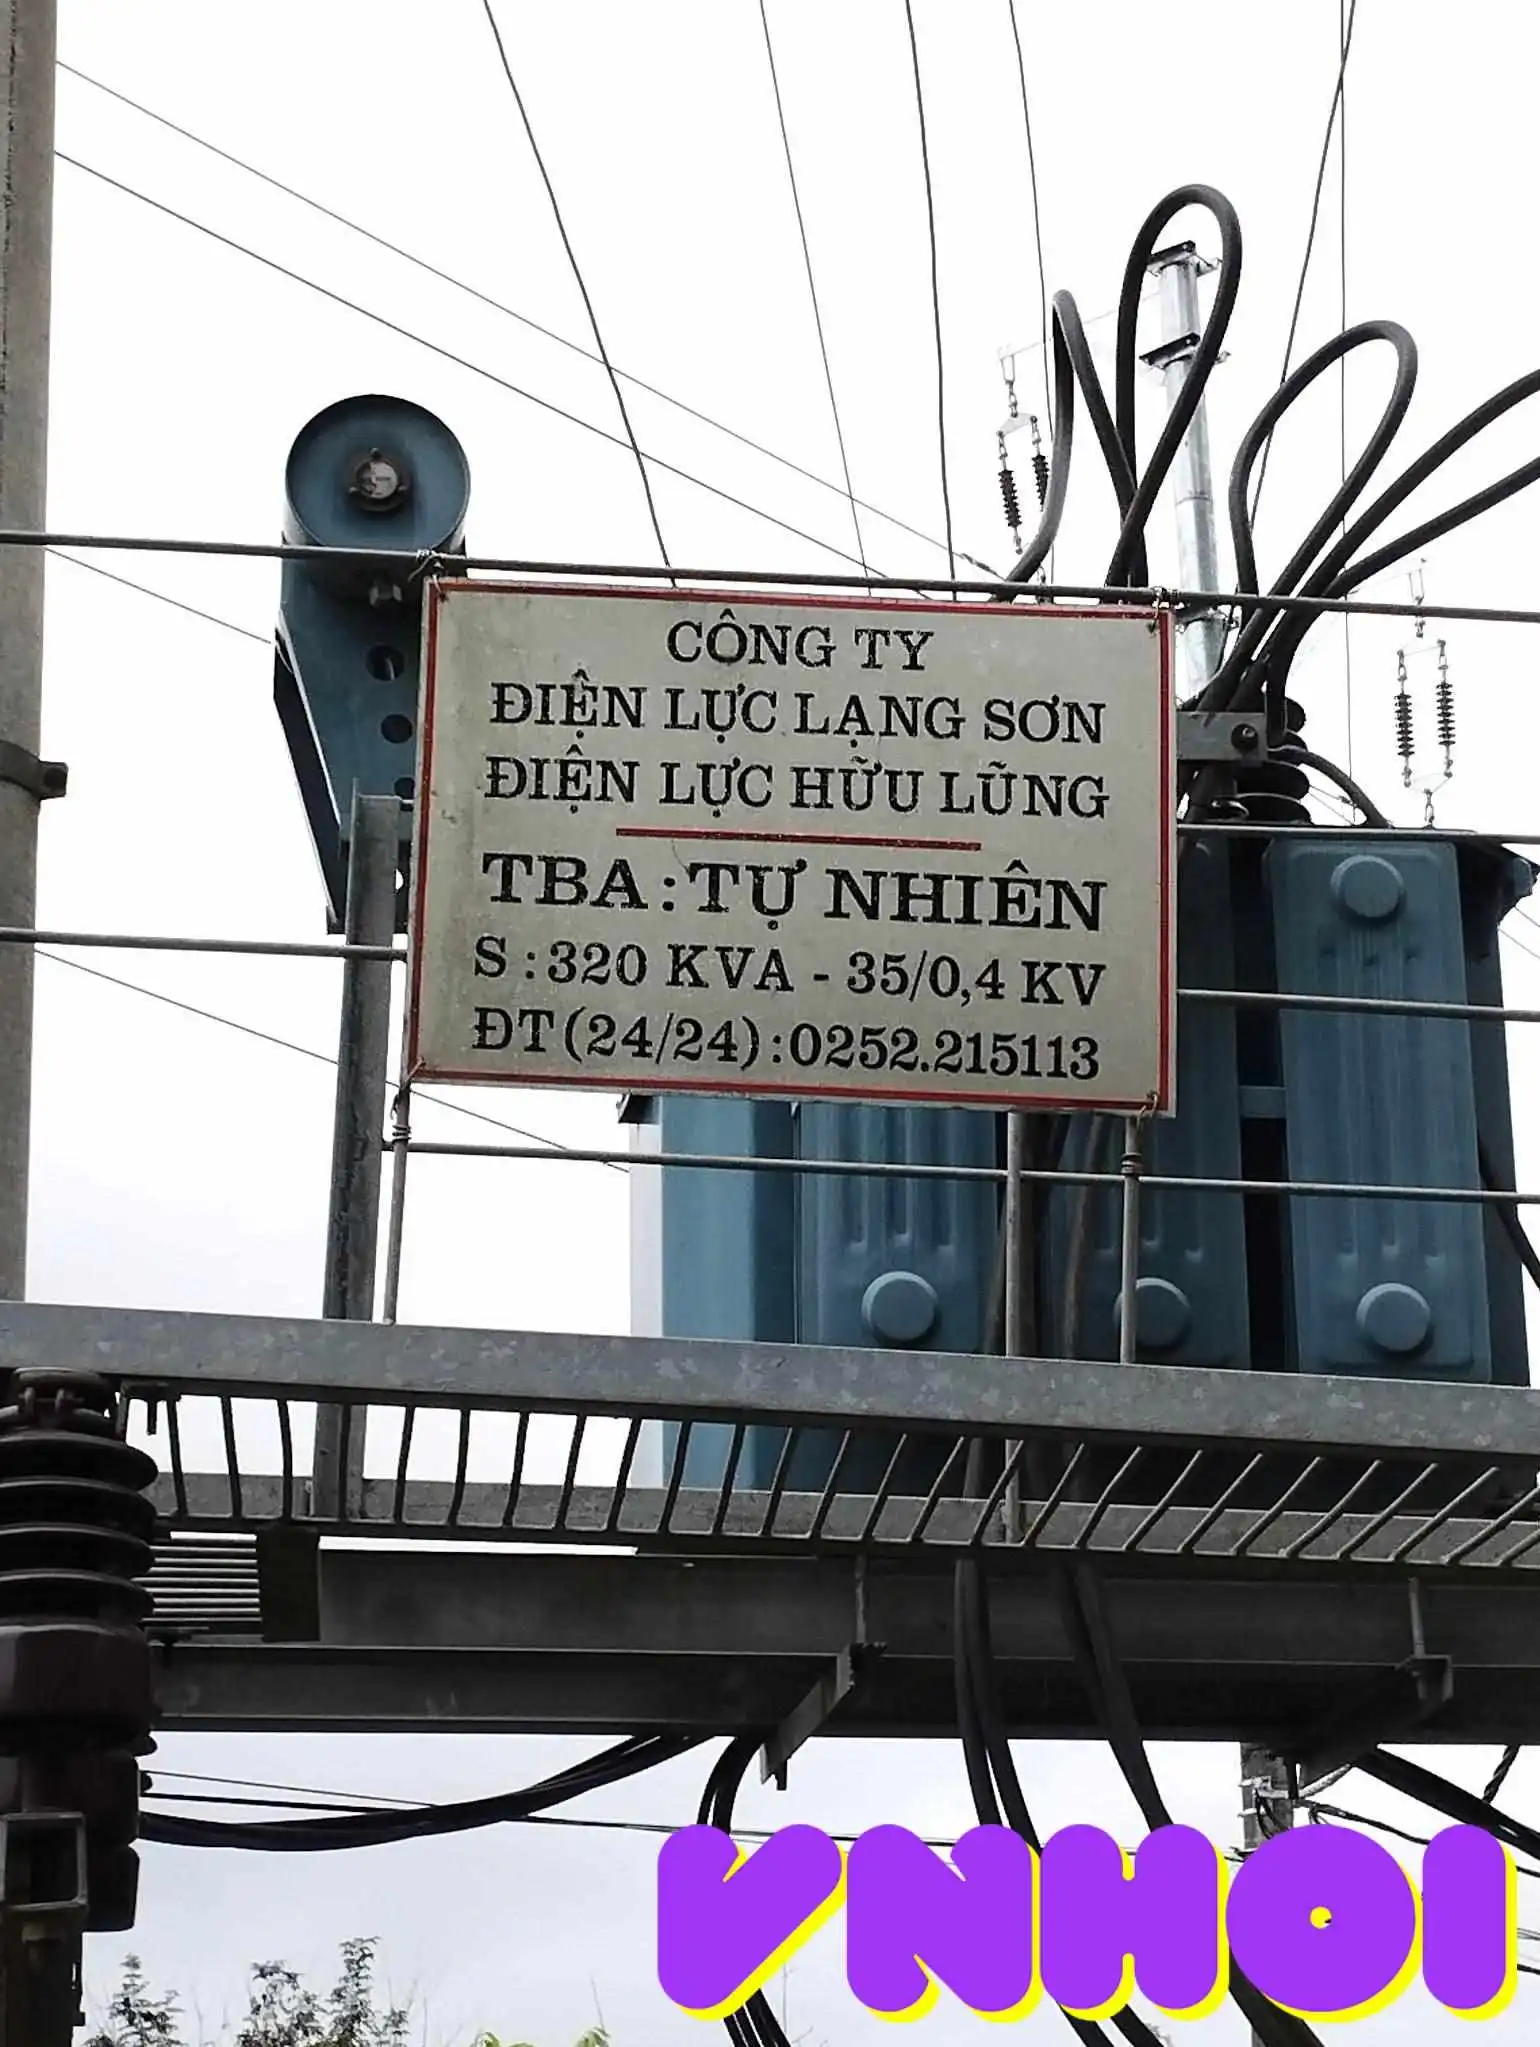 CÔNG TY
ĐIỆN LỰC LẠNG SƠN
ĐIỆN LỰC HỮU LŨNG
TBA : TỰ NHIÊN
S : 320 KVA - 35/0,4 KV
ĐT (24/24) : 0252.215113
VNHOI